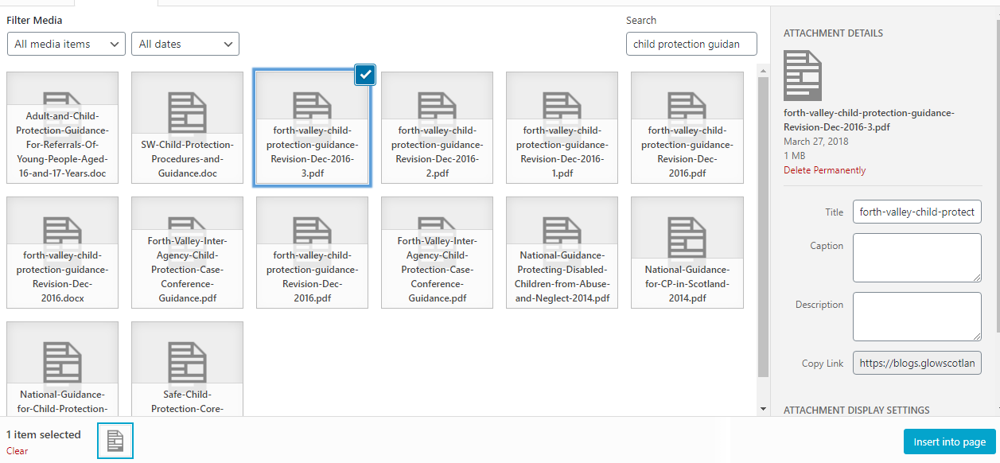 Filter Media
All media items
All dates
Search
child protection guidan
Adult-and-Child-
Protection-Guidance-
For-Referrals-Of-
Young-People-Aged-
16-and-17-Years.doc
SW-Child-Protection-
Procedures-and-
Guidance.doc
forth-valley-child-
protection-guidance-
Revision-Dec-2016-
3.pdf
forth-valley-child-
protection-guidance-
Revision-Dec-2016-
2.pdf
forth-valley-child-
protection-guidance-
Revision-Dec-2016-
1.pdf
forth-valley-child-
protection-guidance-
Revision-Dec-
2016.pdf
forth-valley-child-
protection-guidance-
Revision-Dec-
2016.docx
Forth-Valley-Inter-
Agency-Child-
Protection-Case-
Conference-
Guidance.pdf
forth-valley-child-
protection-guidance-
Revision-Dec-
2016.pdf
Forth-Valley-Inter-
Agency-Child-
Protection-Case-
Conference-
Guidance.pdf
National-Guidance-
Protecting-Disabled-
Children-from-Abuse-
and-Neglect-2014.pdf
National-Guidance-
for-CP-in-Scotland-
2014.pdf
National-Guidance-
for-Child-Protection-
Safe-Child-
Protection-Core-
ATTACHMENT DETAILS
forth-valley-child-protection-guidance-
Revision-Dec-2016-3.pdf
March 27, 2018
1 MB
Delete Permanently
Title
forth-valley-child-protect
Caption
Description
Copy Link
https://blogs.glowscotlan
ATTACHMENT DISPLAY SETTINGS
1 item selected
Clear
Insert into page